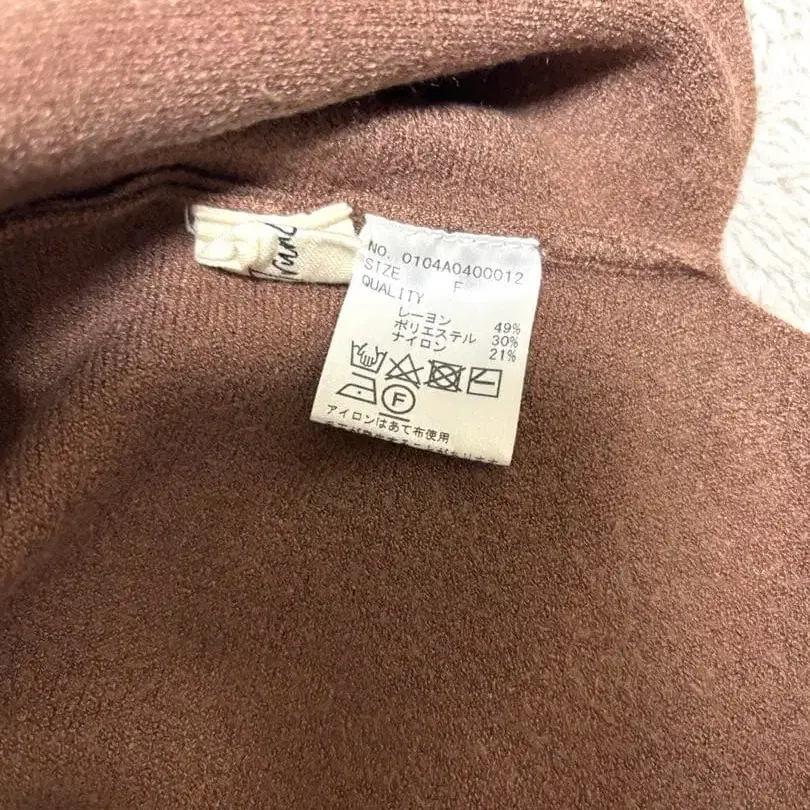 NO. 0104A0400012
SIZE F
QUALITY
レーヨン 49%
ポリエステル 30%
ナイロン 21%
F
アイロンはあて布使用